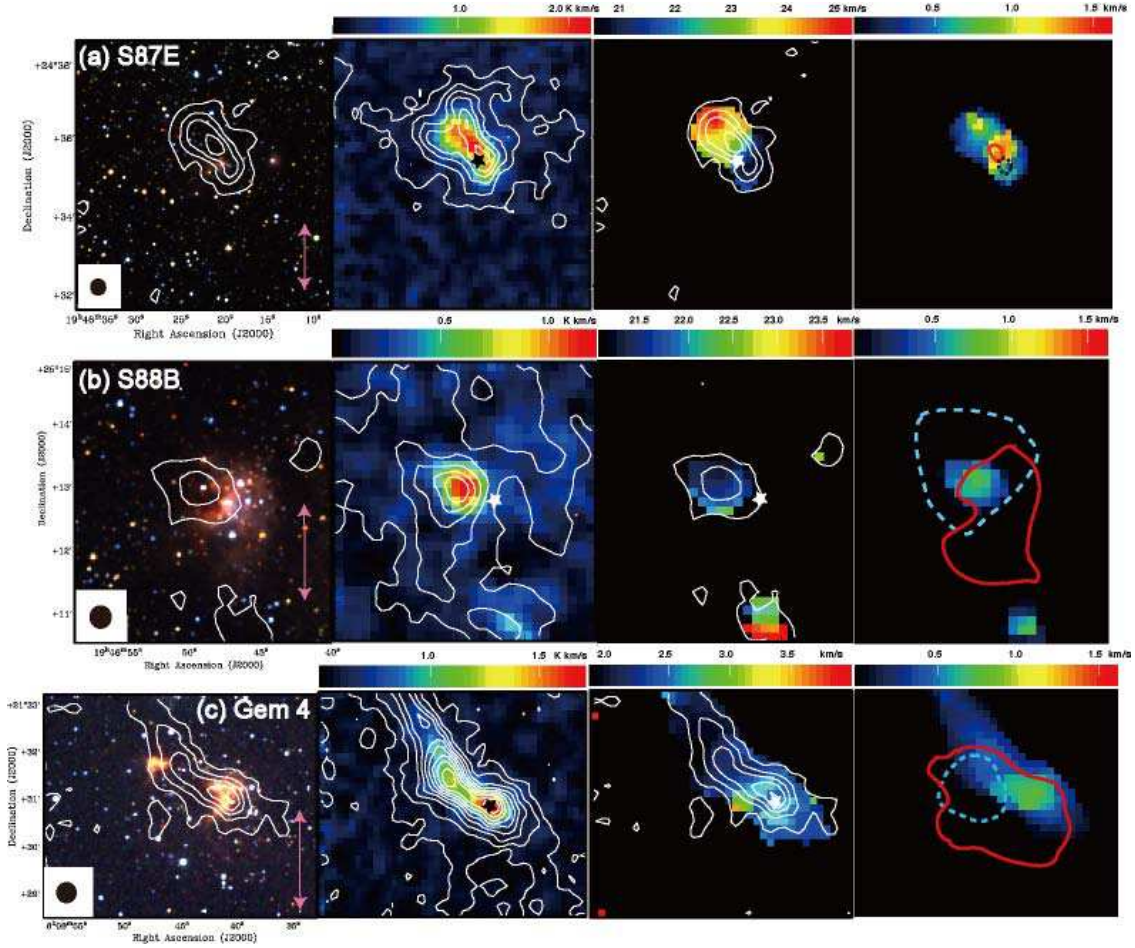 1.0 2.0 K km/s
21 22 23 24 25 km/s
0.5 1.0 1.5 km/s
(a) S87E
+24°38'
+36'
+34'
+32'
Declination (J2000)
19ʰ46ᵐ35ˢ 30ˢ 25ˢ 20ˢ 15ˢ 10ˢ
Right Ascension (J2000)
0.5 1.0 K km/s
21.5 22.0 22.5 23.0 23.5 km/s
0.5 1.0 1.5 km/s
(b) S88B
+25°15'
+14'
+13'
+12'
+11'
Declination (J2000)
19ʰ46ᵐ55ˢ 50ˢ 45ˢ 40ˢ
Right Ascension (J2000)
1.0 1.5 K km/s
2.0 2.5 3.0 3.5 km/s
0.5 1.0 1.5 km/s
(c) Gem 4
+21°33'
+32'
+31'
+30'
+29'
Declination (J2000)
50ˢ 45ˢ 40ˢ 35ˢ
Right Ascension (J2000)